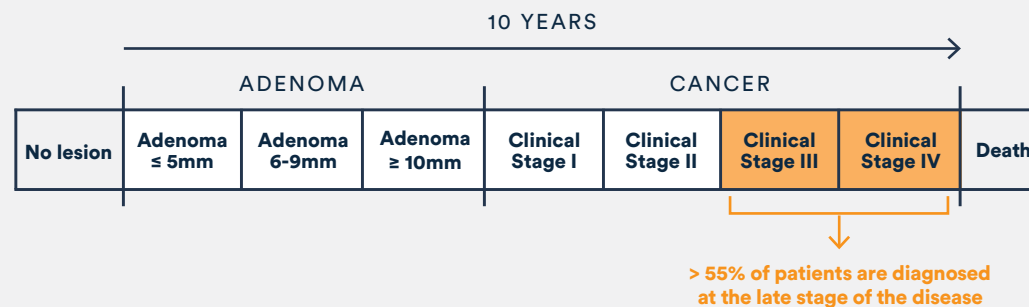 10 YEARS
ADENOMA
CANCER
No lesion
Adenoma
≤ 5mm
Adenoma
6-9mm
Adenoma
≥ 10mm
Clinical
Stage I
Clinical
Stage II
Clinical
Stage III
Clinical
Stage IV
Death
> 55% of patients are diagnosed
at the late stage of the disease